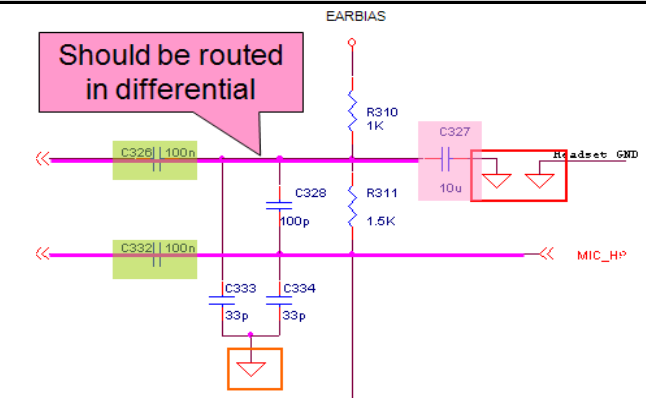 EARBIAS
Should be routed
in differential
R310
1K
C327
10u
Headset GND
C326 100n
C328
100p
R311
1.5K
C332 100n
MIC_HP
C333
33p
C334
33p